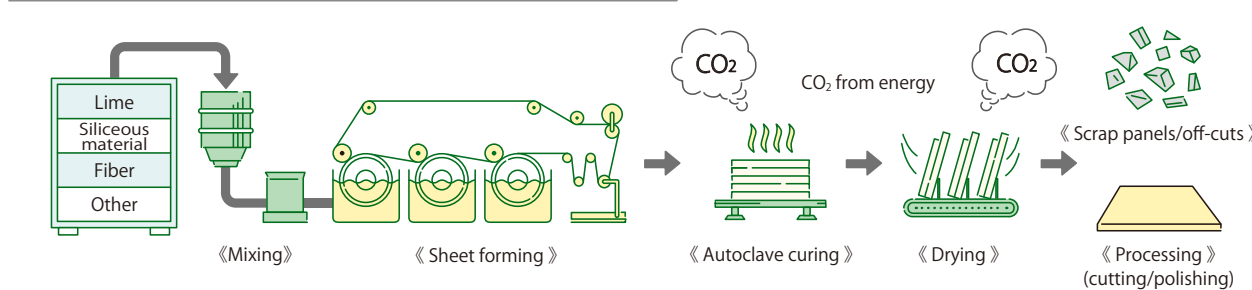 Lime
Siliceous
material
Fiber
Other
《Mixing》
《 Sheet forming 》
CO₂
CO₂ from energy
CO₂
《 Autoclave curing 》
《 Drying 》
《 Scrap panels/off-cuts 》
《 Processing 》
(cutting/polishing)